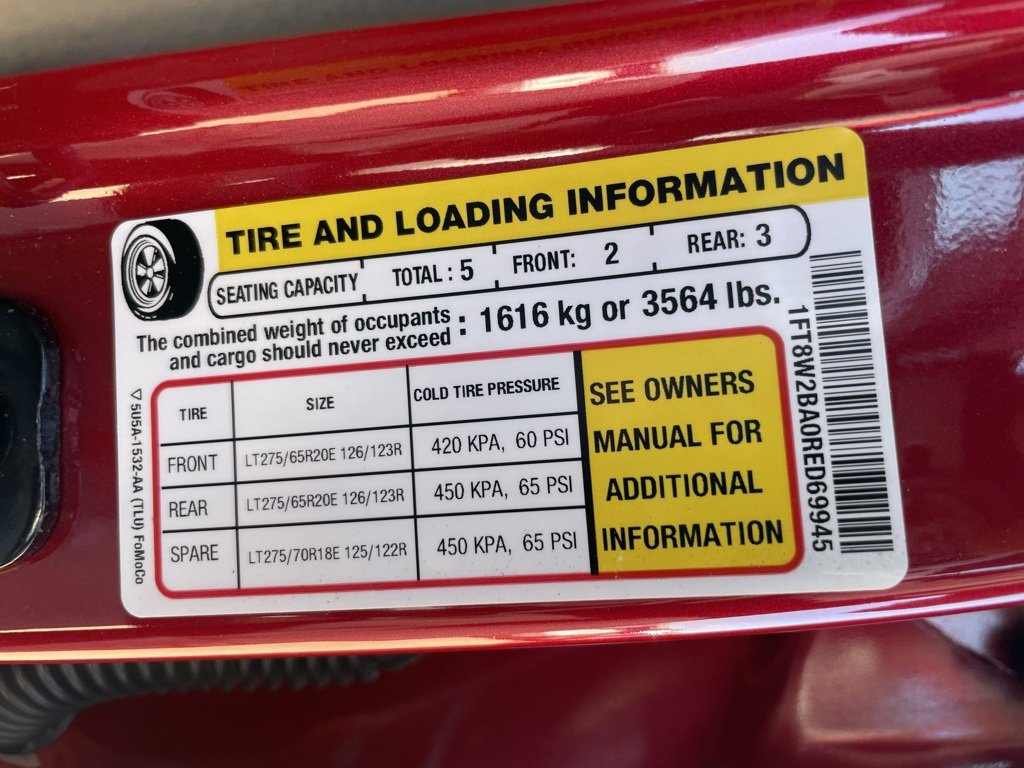 TIRE AND LOADING INFORMATION
SEATING CAPACITY TOTAL : 5 FRONT: 2 REAR: 3
The combined weight of occupants
and cargo should never exceed : 1616 kg or 3564 lbs.
TIRE SIZE COLD TIRE PRESSURE
FRONT LT275/65R20E 126/123R 420 KPA, 60 PSI
REAR LT275/65R20E 126/123R 450 KPA, 65 PSI
SPARE LT275/70R18E 125/122R 450 KPA, 65 PSI
SEE OWNERS
MANUAL FOR
ADDITIONAL
INFORMATION
1FT8W2BA0RED69945
▽ 5U5A-1532-AA (TLU) FoMoCo